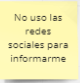 No uso las
redes
sociales para
informarme